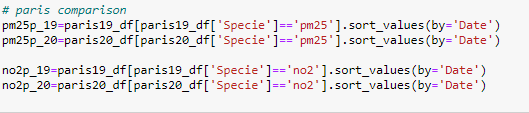 # paris comparison
pm25p_19=paris19_df[paris19_df['Specie']=='pm25'].sort_values(by='Date')
pm25p_20=paris20_df[paris20_df['Specie']=='pm25'].sort_values(by='Date')
no2p_19=paris19_df[paris19_df['Specie']=='no2'].sort_values(by='Date')
no2p_20=paris20_df[paris20_df['Specie']=='no2'].sort_values(by='Date')